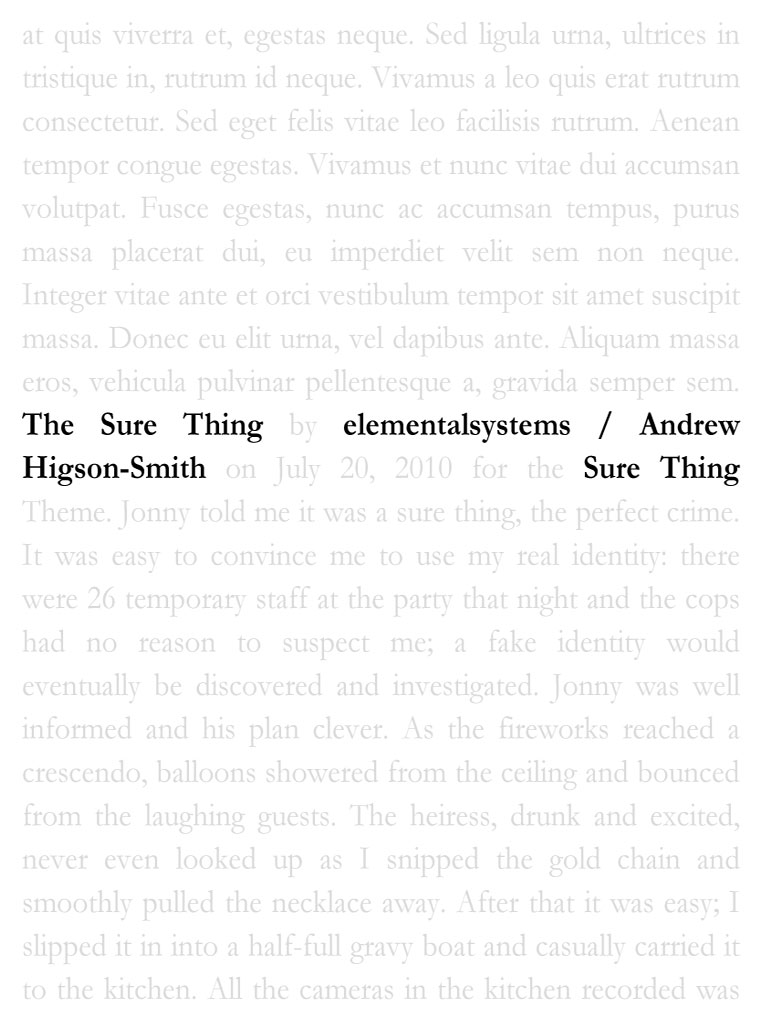 at quis viverra et, egestas neque. Sed ligula urna, ultrices in
tristique in, rutrum id neque. Vivamus a leo quis erat rutrum
consectetur. Sed eget felis vitae leo facilisis rutrum. Aenean
tempor congue egestas. Vivamus et nunc vitae dui accumsan
volutpat. Fusce egestas, nunc ac accumsan tempus, purus
massa placerat dui, eu imperdiet velit sem non neque.
Integer vitae ante et orci vestibulum tempor sit amet suscipit
massa. Donec eu elit urna, vel dapibus ante. Aliquam massa
eros, vehicula pulvinar pellentesque a, gravida semper sem.
The Sure Thing by elementalsystems / Andrew
Higson-Smith on July 20, 2010 for the Sure Thing
Theme. Jonny told me it was a sure thing, the perfect crime.
It was easy to convince me to use my real identity: there
were 26 temporary staff at the party that night and the cops
had no reason to suspect me; a fake identity would
eventually be discovered and investigated. Jonny was well
informed and his plan clever. As the fireworks reached a
crescendo, balloons showered from the ceiling and bounced
from the laughing guests. The heiress, drunk and excited,
never even looked up as I snipped the gold chain and
smoothly pulled the necklace away. After that it was easy; I
slipped it in into a half-full gravy boat and casually carried it
to the kitchen. All the cameras in the kitchen recorded was